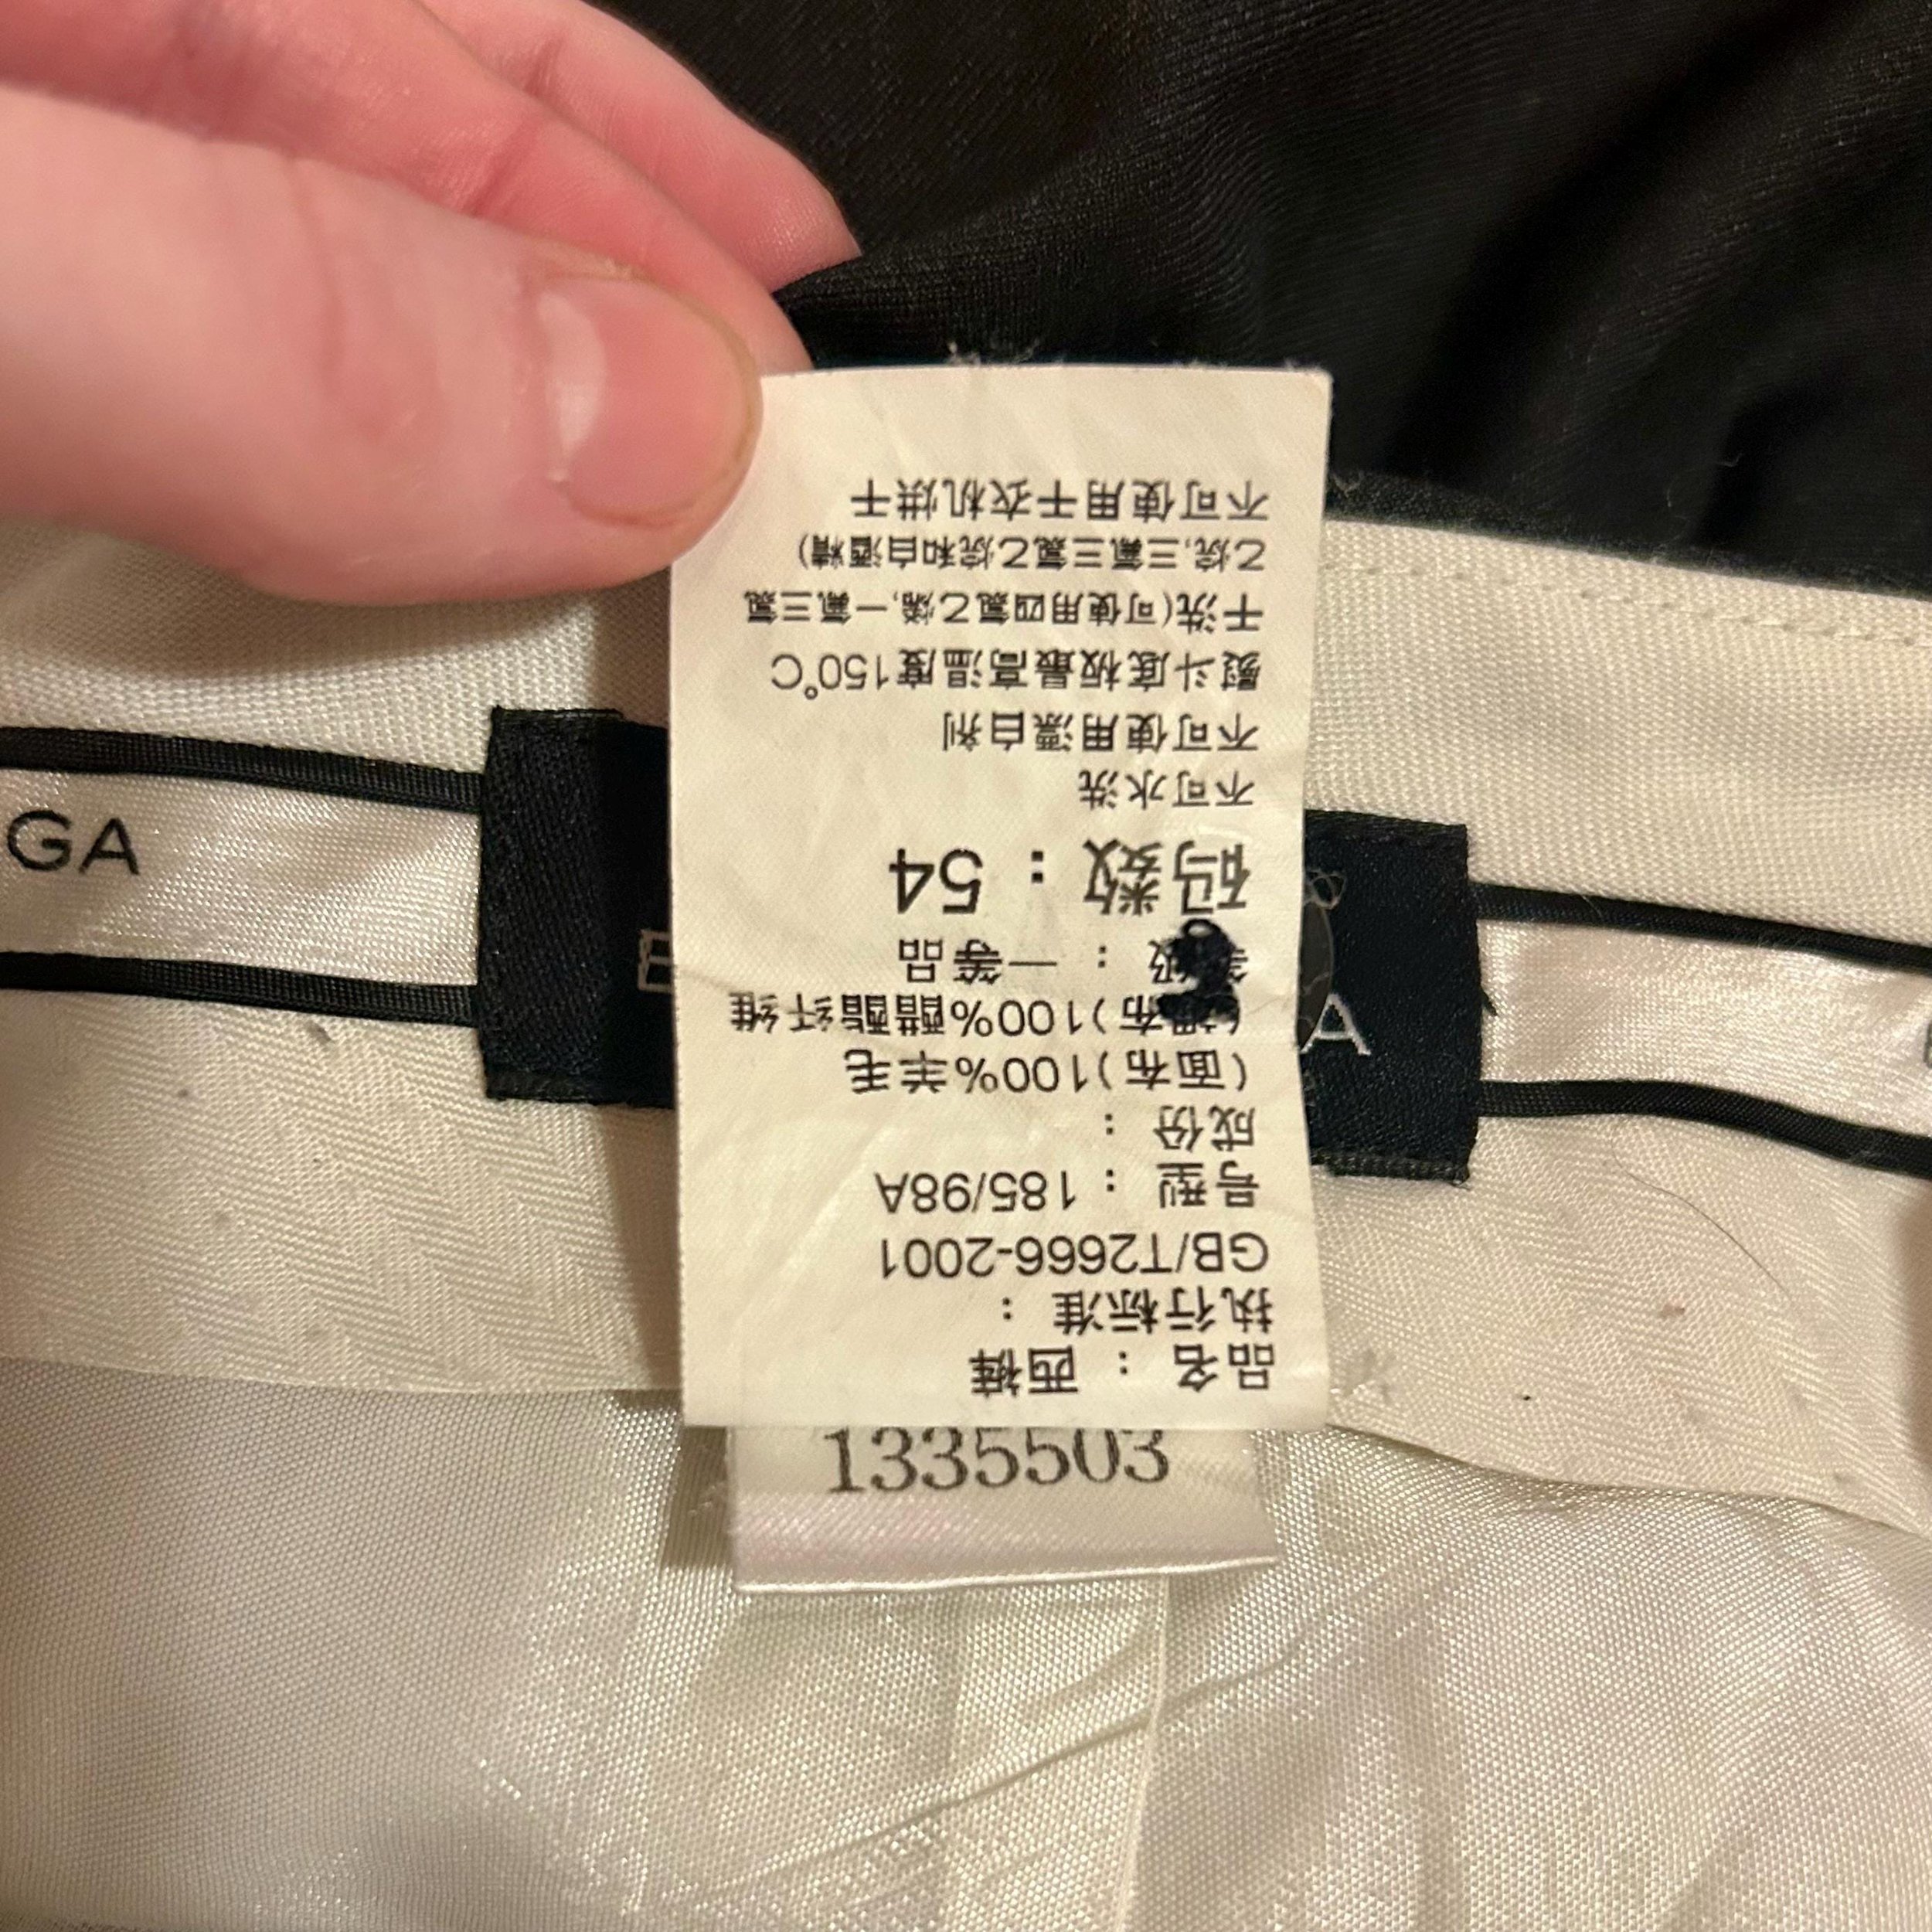 品名：西裤
执行标准：
GB/T2666-2001
号型：185/98A
成份：
(面布)100%羊毛
布)100%醋酯纤维
级：一等品
码数：54
不可水洗
不可使用漂白剂
熨斗底板最高温度150°C
干洗(可使用四氯乙烯,一氟三氯
乙烷,三氟三氯乙烷和白酒精)
不可使用干衣机烘干
1335503
GA
A